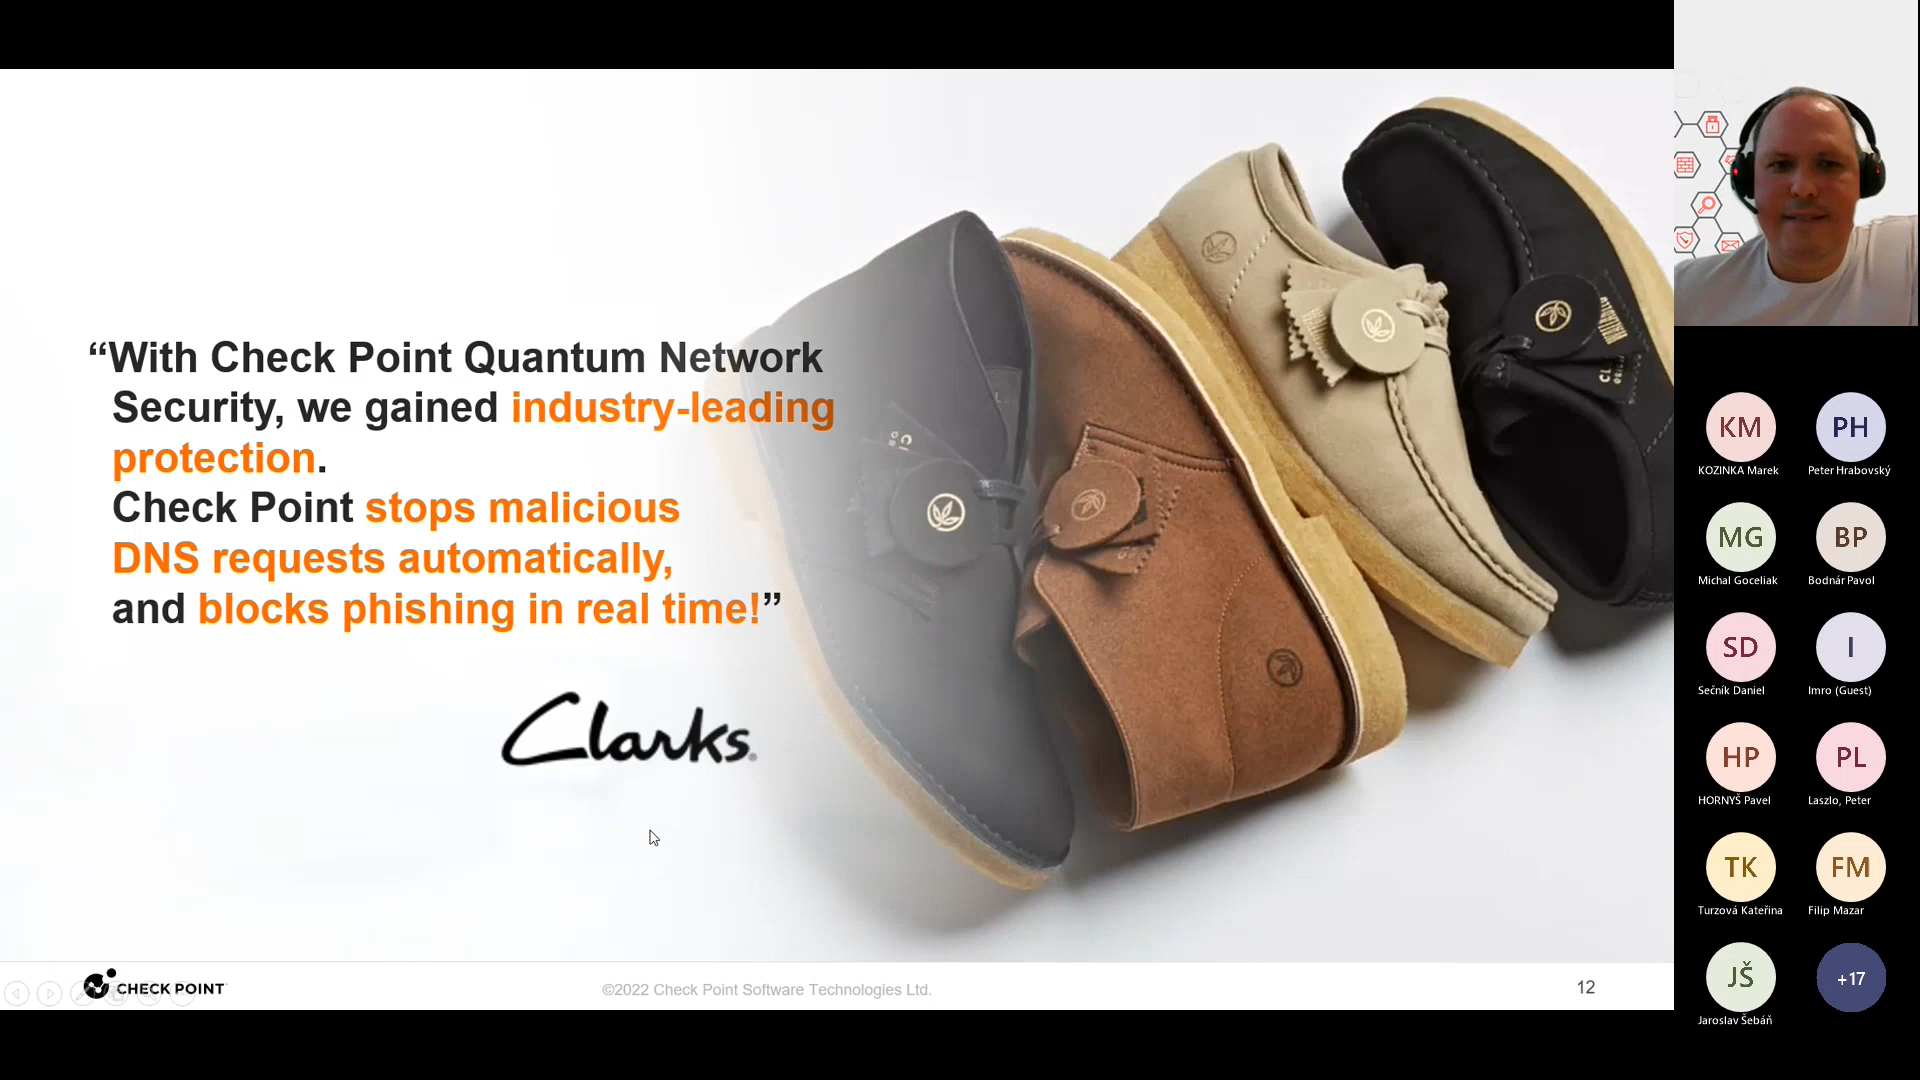 “With Check Point Quantum Network
Security, we gained industry-leading
protection.
Check Point stops malicious
DNS requests automatically,
and blocks phishing in real time!”
Clarks®
CHECK POINT™
©2022 Check Point Software Technologies Ltd.
12
KM
KOZINKA Marek
PH
Peter Hrabovský
MG
Michal Goceliak
BP
Bodnár Pavol
SD
Sečník Daniel
I
Imro (Guest)
HP
HORNYŠ Pavel
PL
Laszlo, Peter
TK
Turzová Kateřina
FM
Filip Mazar
JŠ
Jaroslav Šebáň
+17